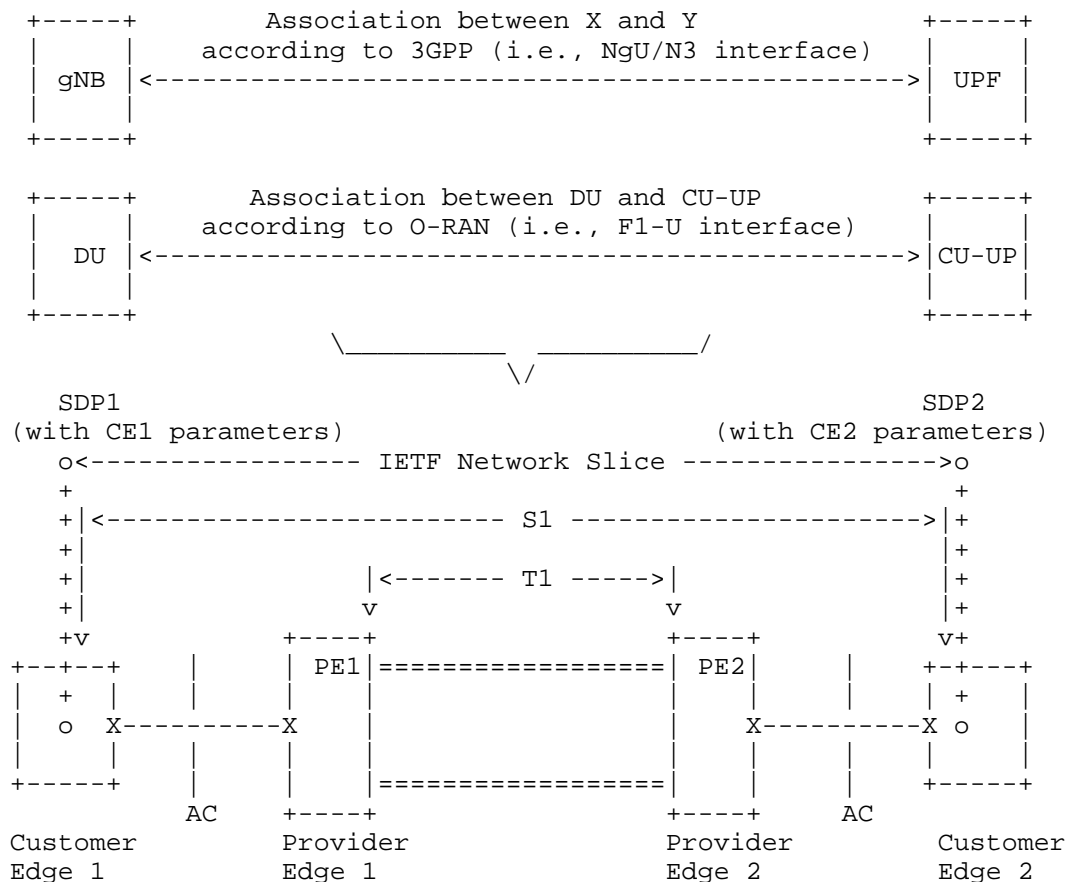 Association between X and Y
according to 3GPP (i.e., NgU/N3 interface)
gNB UPF
Association between DU and CU-UP
according to O-RAN (i.e., F1-U interface)
DU CU-UP
SDP1 SDP2
(with CE1 parameters) (with CE2 parameters)
o<----------------- IETF Network Slice ---------------->o
S1
T1
v v
v v
PE1 PE2
o X X X X o
AC AC
Customer Provider Provider Customer
Edge 1 Edge 1 Edge 2 Edge 2